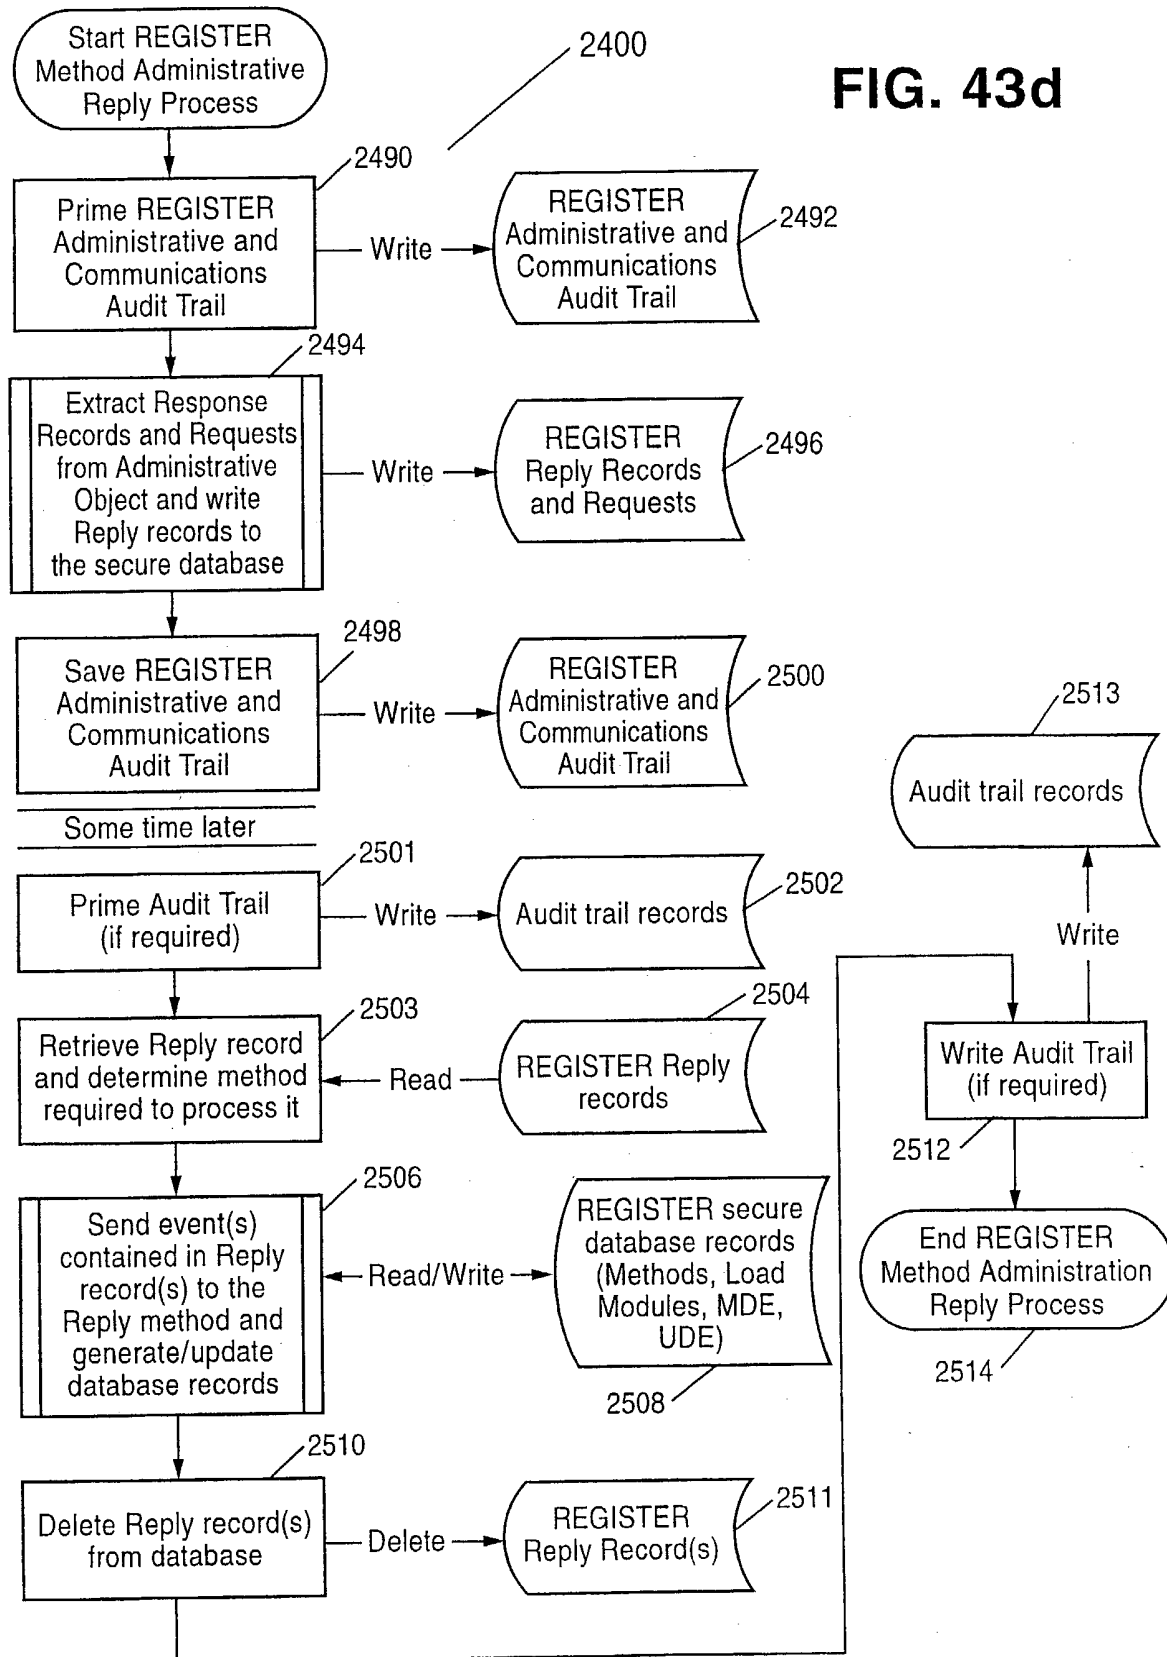 Start REGISTER
Method Administrative
Reply Process
2400
FIG. 43d
2490
Prime REGISTER
Administrative and
Communications
Audit Trail
Write
REGISTER
Administrative and
Communications
Audit Trail
2492
2494
Extract Response
Records and Requests
from Administrative
Object and write
Reply records to
the secure database
Write
REGISTER
Reply Records
and Requests
2496
2498
Save REGISTER
Administrative and
Communications
Audit Trail
Write
REGISTER
Administrative and
Communications
Audit Trail
2500
Some time later
2501
Prime Audit Trail
(if required)
Write
Audit trail records
2502
2503
Retrieve Reply record
and determine method
required to process it
Read
REGISTER Reply
records
2504
2506
Send event(s)
contained in Reply
record(s) to the
Reply method and
generate/update
database records
Read/Write
REGISTER secure
database records
(Methods, Load
Modules, MDE,
UDE)
2508
2510
Delete Reply record(s)
from database
Delete
REGISTER
Reply Record(s)
2511
2513
Audit trail records
Write
Write Audit Trail
(if required)
2512
End REGISTER
Method Administration
Reply Process
2514